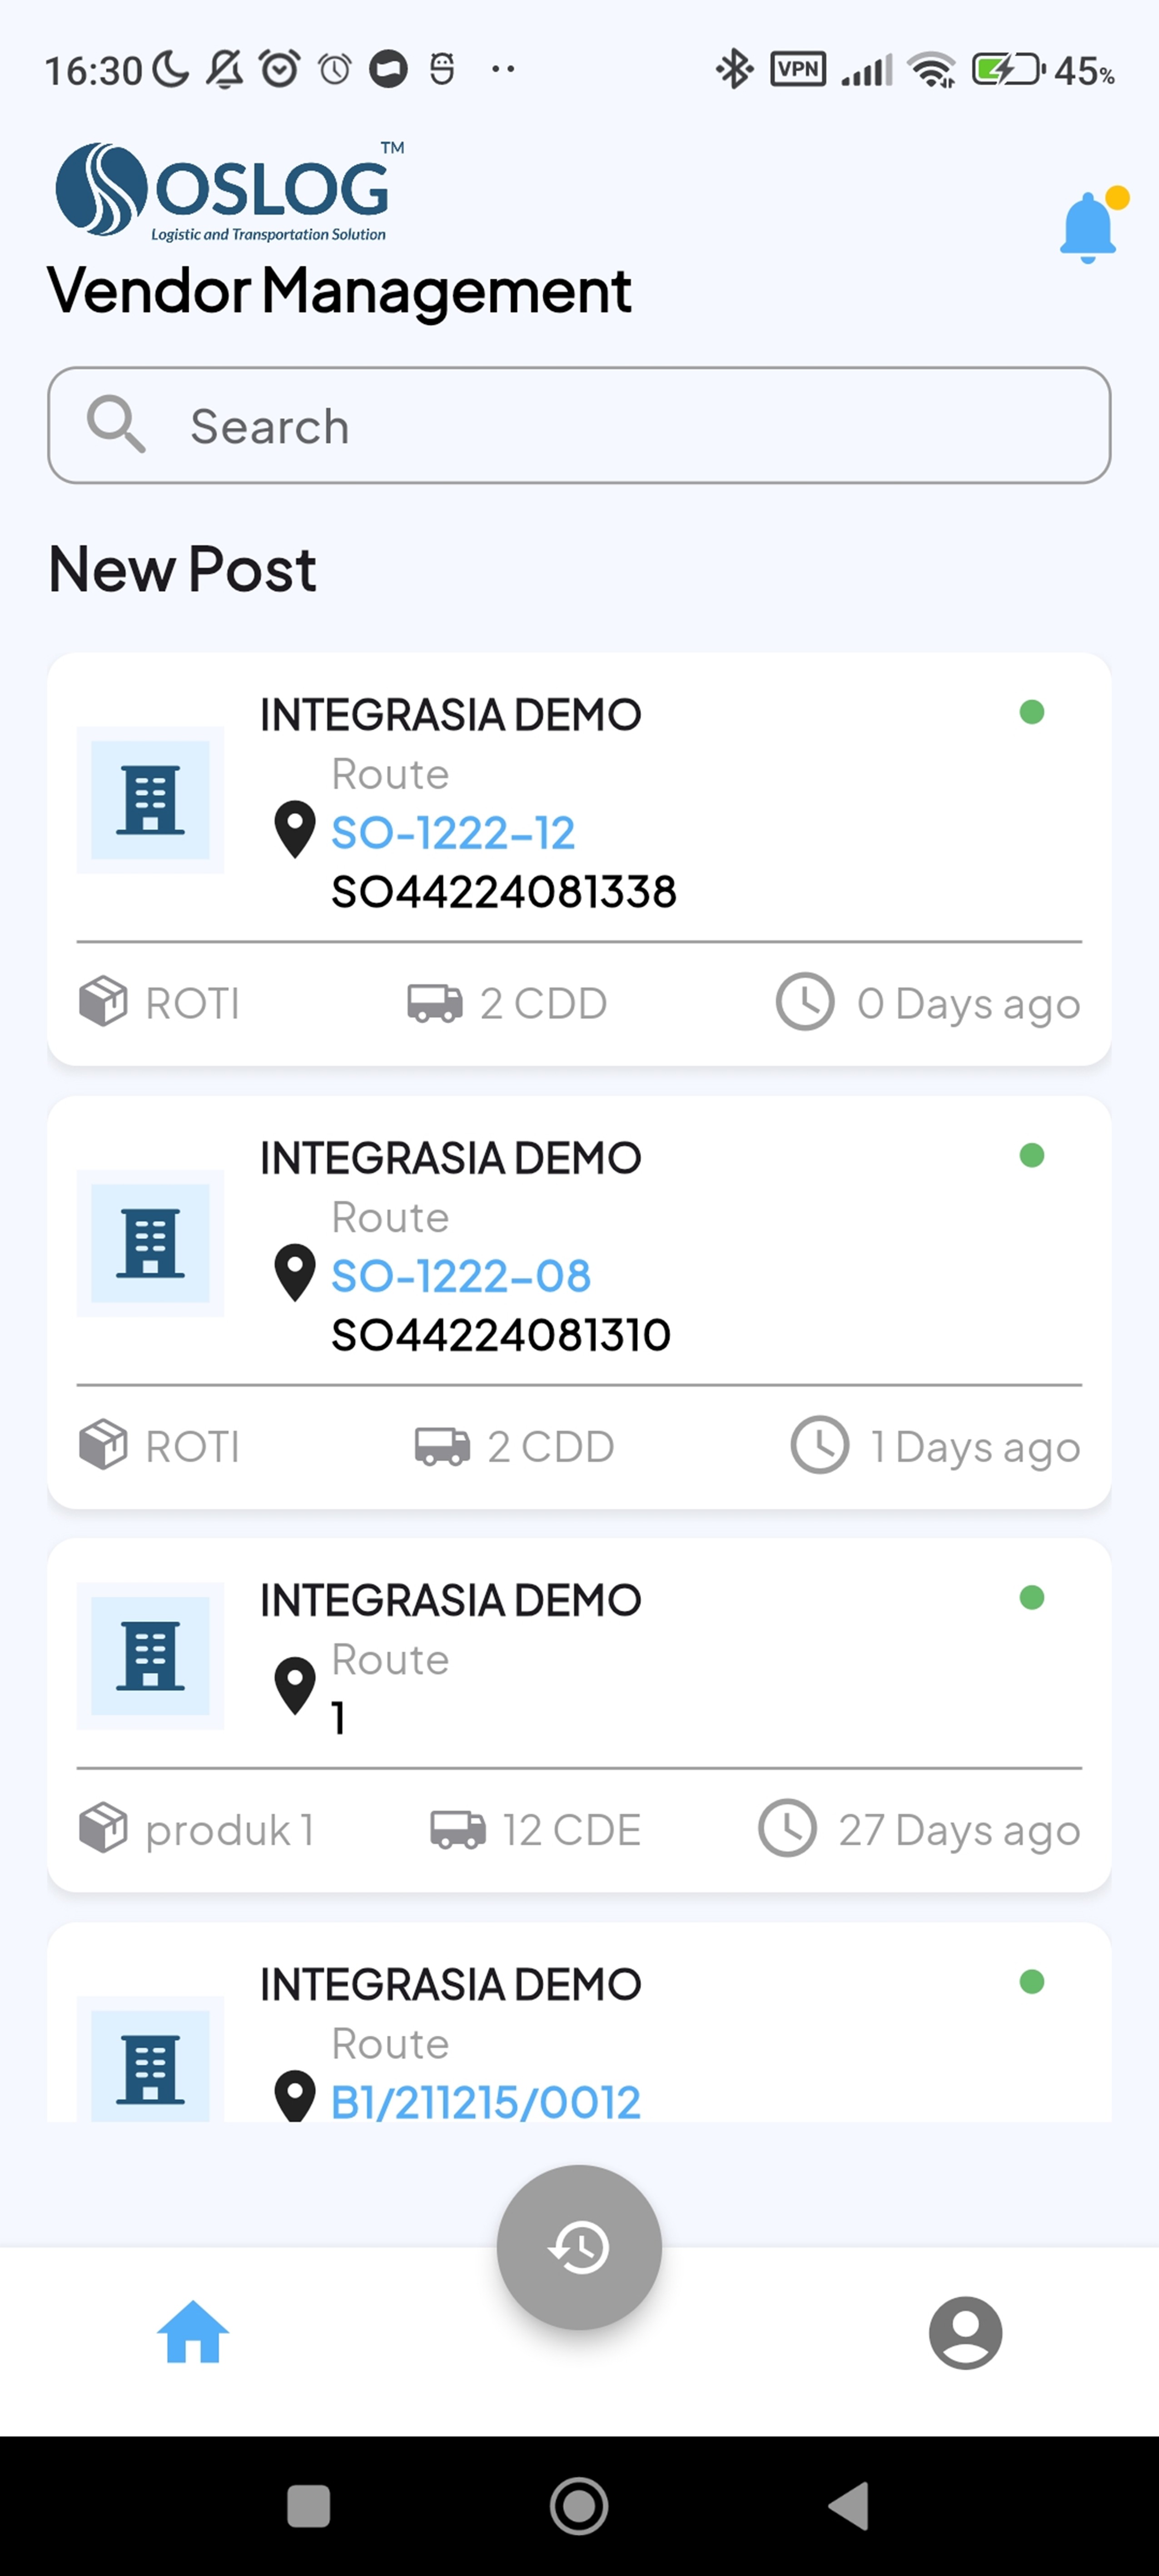 16:30
VPN
45%
OSLOG™
Logistic and Transportation Solution
Vendor Management
Search
New Post
INTEGRASIA DEMO
Route
SO-1222-12
SO44224081338
ROTI
2 CDD
0 Days ago
INTEGRASIA DEMO
Route
SO-1222-08
SO44224081310
ROTI
2 CDD
1 Days ago
INTEGRASIA DEMO
Route
1
produk 1
12 CDE
27 Days ago
INTEGRASIA DEMO
Route
B1/211215/0012